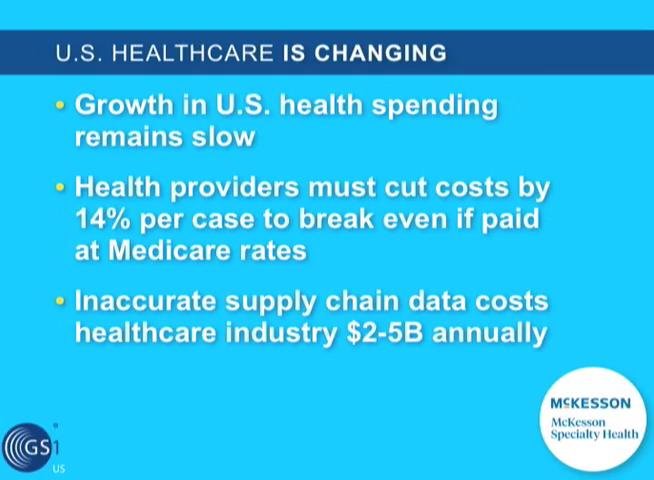 U.S. HEALTHCARE IS CHANGING
• Growth in U.S. health spending
remains slow
• Health providers must cut costs by
14% per case to break even if paid
at Medicare rates
• Inaccurate supply chain data costs
healthcare industry $2-5B annually
MCKESSON
McKesson
Specialty Health
®
GS1
US